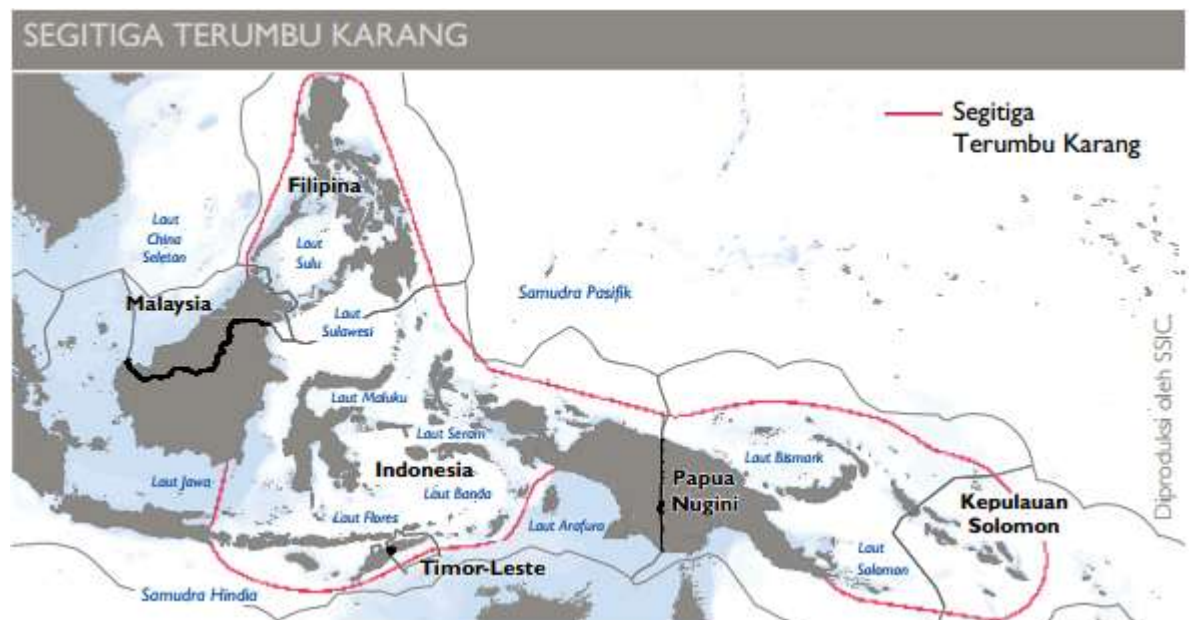 SEGITIGA TERUMBU KARANG
Segitiga
Terumbu Karang
Filipina
Laut
China
Selatan
Laut
Sulu
Malaysia
Samudra Pasifik
Laut
Sulawesi
Diproduksi oleh SSIC.
Laut Maluku
Laut Seram
Laut Bismark
Indonesia
Papua
Nugini
Laut Jawa
Laut Banda
Kepulauan
Solomon
Laut Flores
Laut Arafura
Laut
Solomon
Timor-Leste
Samudra Hindia